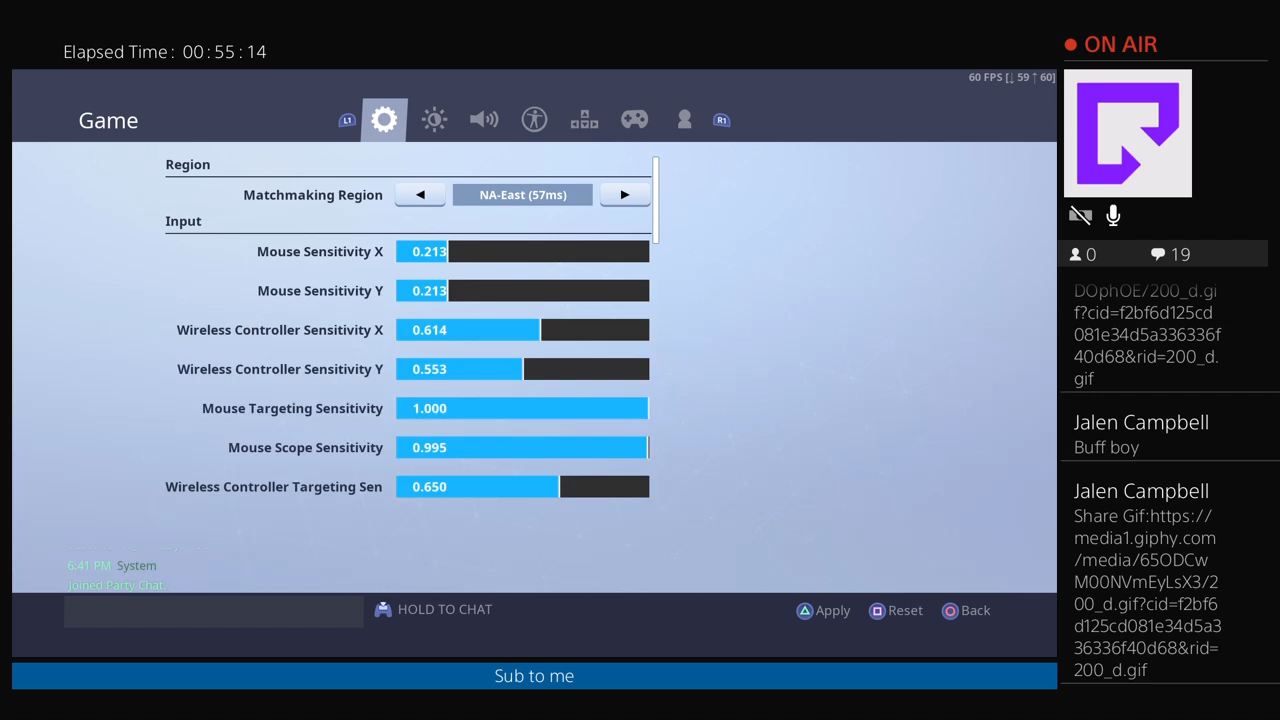 Elapsed Time: 00:55:14
ON AIR
60 FPS [↓ 59 ↑ 60]
Game
L1
R1
Region
Matchmaking Region
NA-East (57ms)
Input
Mouse Sensitivity X
0.213
Mouse Sensitivity Y
0.213
Wireless Controller Sensitivity X
0.614
Wireless Controller Sensitivity Y
0.553
Mouse Targeting Sensitivity
1.000
Mouse Scope Sensitivity
0.995
Wireless Controller Targeting Sen
0.650
6:41 PM System
Joined Party Chat.
HOLD TO CHAT
Apply
Reset
Back
Sub to me
0
19
DOphOE/200_d.gi
f?cid=f2bf6d125cd
081e34d5a336336f
40d68&rid=200_d.
gif
Jalen Campbell
Buff boy
Jalen Campbell
Share Gif:https://
media1.giphy.com
/media/65ODCw
M00NVmEyLsX3/2
00_d.gif?cid=f2bf6
d125cd081e34d5a3
36336f40d68&rid=
200_d.gif